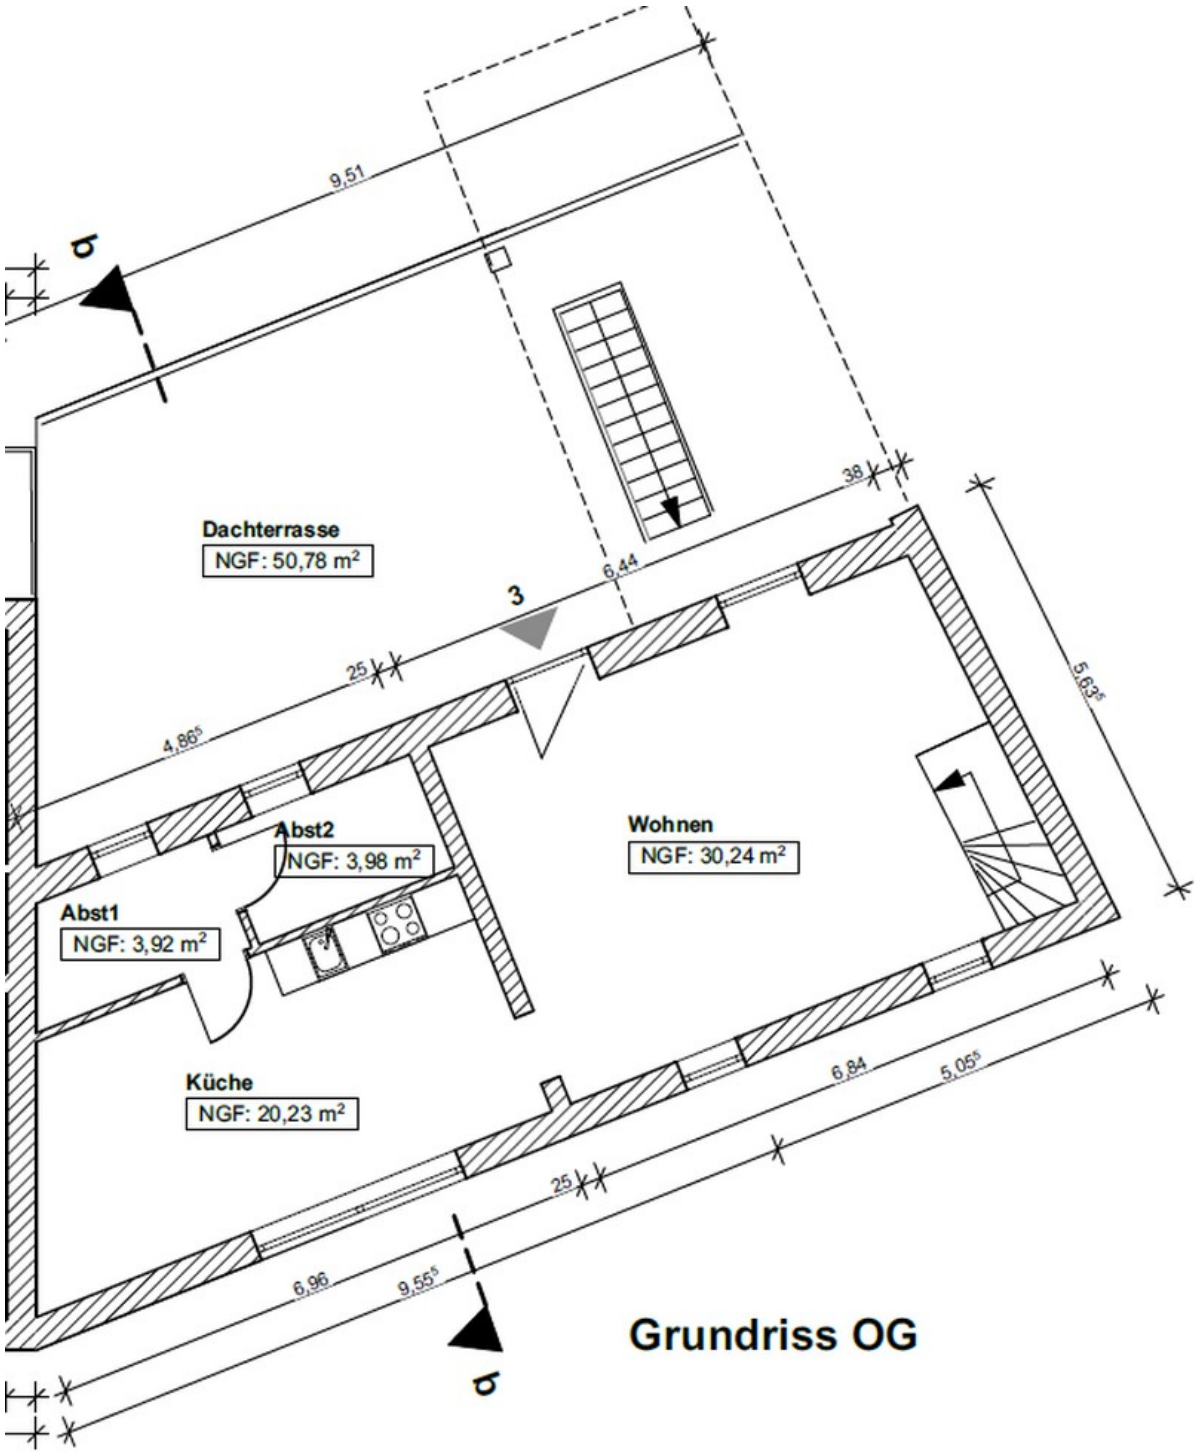 9,51
b
38
Dachterrasse
NGF: 50,78 m²
6,44
3
25
5,63⁵
4,86⁵
Abst2
NGF: 3,98 m²
Wohnen
NGF: 30,24 m²
Abst1
NGF: 3,92 m²
Küche
NGF: 20,23 m²
6,84
5,05⁵
25
6,96
9,55⁵
Grundriss OG
b